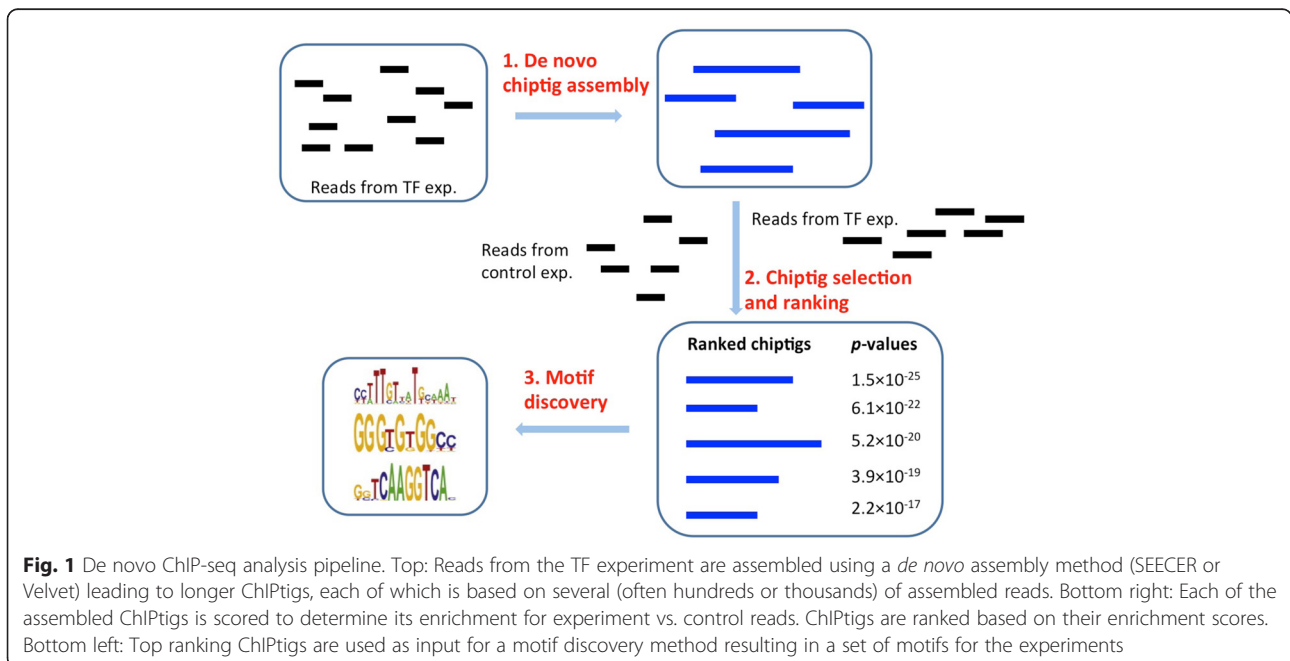 1. De novo
chiptig assembly
Reads from TF exp.
Reads from
control exp.
Reads from TF exp.
2. Chiptig selection
and ranking
Ranked chiptigs p-values
1.5×10-25
6.1×10-22
5.2×10-20
3.9×10-19
2.2×10-17
3. Motif
discovery
GGGTGTGGCC
GGTCAAGGTCA
Fig. 1 De novo ChIP-seq analysis pipeline. Top: Reads from the TF experiment are assembled using a de novo assembly method (SEECER or
Velvet) leading to longer ChIPtigs, each of which is based on several (often hundreds or thousands) of assembled reads. Bottom right: Each of the
assembled ChIPtigs is scored to determine its enrichment for experiment vs. control reads. ChIPtigs are ranked based on their enrichment scores.
Bottom left: Top ranking ChIPtigs are used as input for a motif discovery method resulting in a set of motifs for the experiments